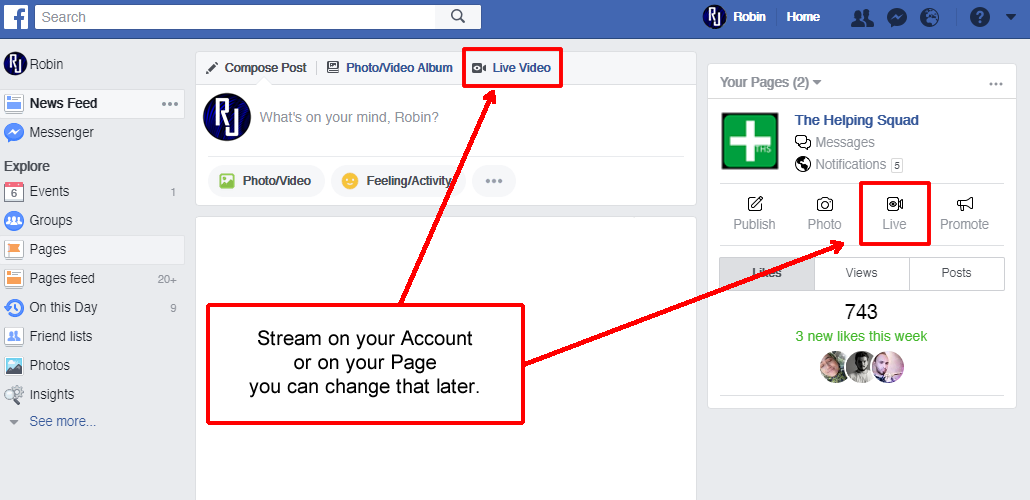 Search
Robin
Home
Robin
News Feed
Messenger
Explore
6
Events
1
Groups
Pages
Pages feed
20+
On this Day
9
Friend lists
Photos
Insights
See more...
Compose Post
Photo/Video Album
Live Video
RJ
What's on your mind, Robin?
Photo/Video
Feeling/Activity
Stream on your Account
or on your Page
you can change that later.
Your Pages (2)
THS
The Helping Squad
Messages
Notifications 5
Publish
Photo
Live
Promote
Likes
Views
Posts
743
3 new likes this week